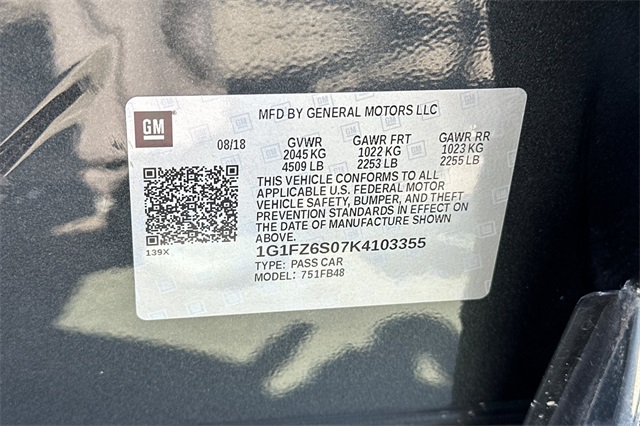 MFD BY GENERAL MOTORS LLC
GM
08/18 GVWR GAWR FRT GAWR RR
2045 KG 1022 KG 1023 KG
4509 LB 2253 LB 2255 LB
THIS VEHICLE CONFORMS TO ALL
APPLICABLE U.S. FEDERAL MOTOR
VEHICLE SAFETY, BUMPER, AND THEFT
PREVENTION STANDARDS IN EFFECT ON
THE DATE OF MANUFACTURE SHOWN
ABOVE.
139X
1G1FZ6S07K4103355
TYPE: PASS CAR
MODEL: 751FB48